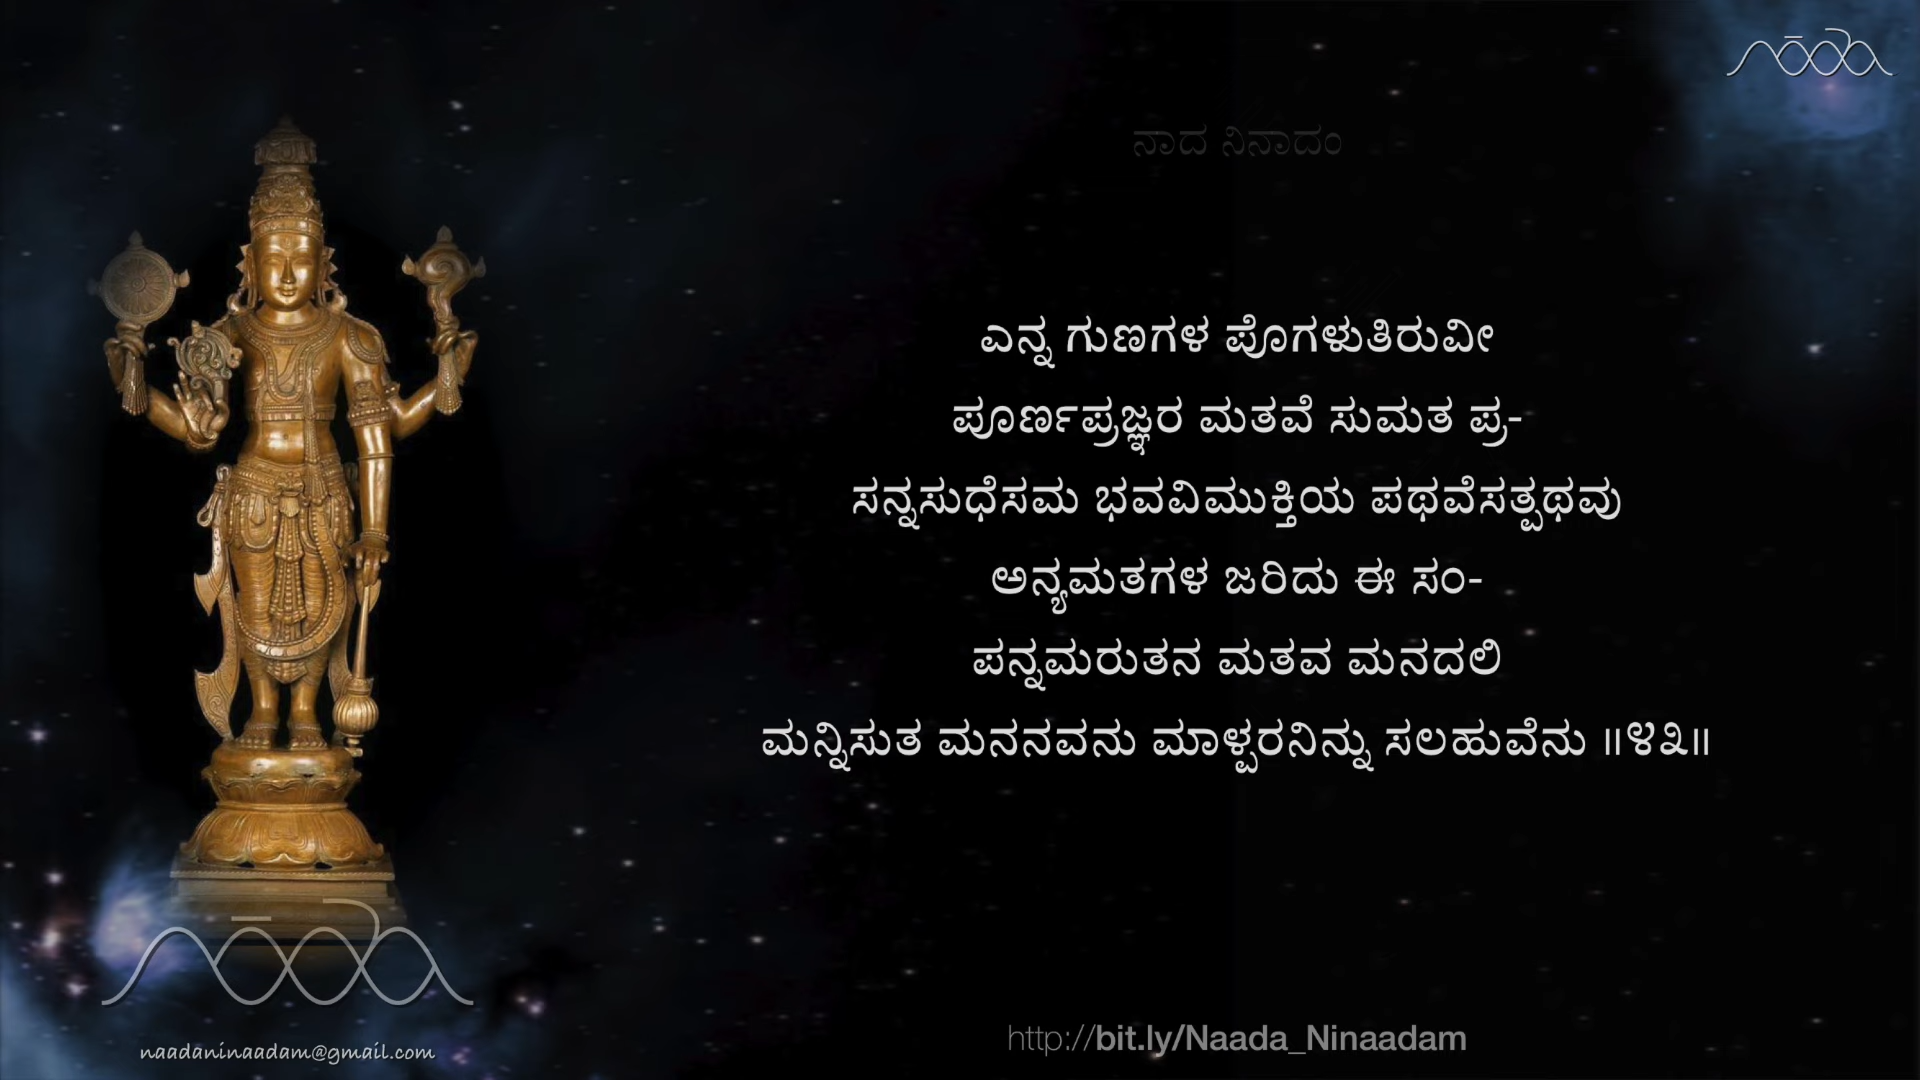 ನಾದ ನಿನಾದಂ
ಎನ್ನ ಗುಣಗಳ ಪೊಗಳುತಿರುವೀ
ಪೂರ್ಣಪ್ರಜ್ಞರ ಮತವೆ ಸುಮತ ಪ್ರ-
ಸನ್ನಸುಧೆಸಮ ಭವವಿಮುಕ್ತಿಯ ಪಥವೆಸತ್ಪಥವು
ಅನ್ಯಮತಗಳ ಜರಿದು ಈ ಸಂ-
ಪನ್ನಮರುತನ ಮತವ ಮನದಲಿ
ಮನ್ನಿಸುತ ಮನನವನು ಮಾಳ್ಪರನಿನ್ನು ಸಲಹುವೆನು ॥೪೩॥
naadaninaadam@gmail.com
http://bit.ly/Naada_Ninaadam